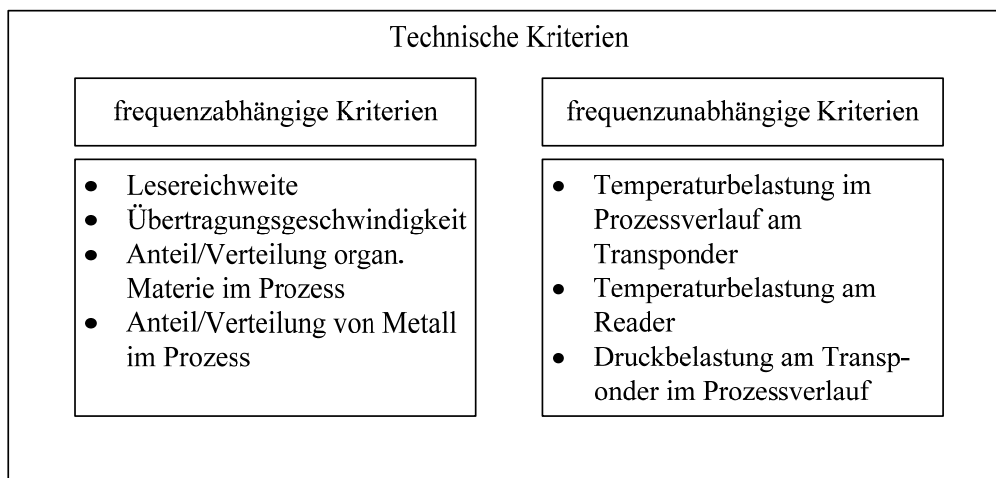 Technische Kriterien
frequenzabhängige Kriterien
• Lesereichweite
• Übertragungsgeschwindigkeit
• Anteil/Verteilung organ.
Materie im Prozess
• Anteil/Verteilung von Metall
im Prozess
frequenzunabhängige Kriterien
• Temperaturbelastung im
Prozessverlauf am
Transponder
• Temperaturbelastung am
Reader
• Druckbelastung am Transp-
onder im Prozessverlauf